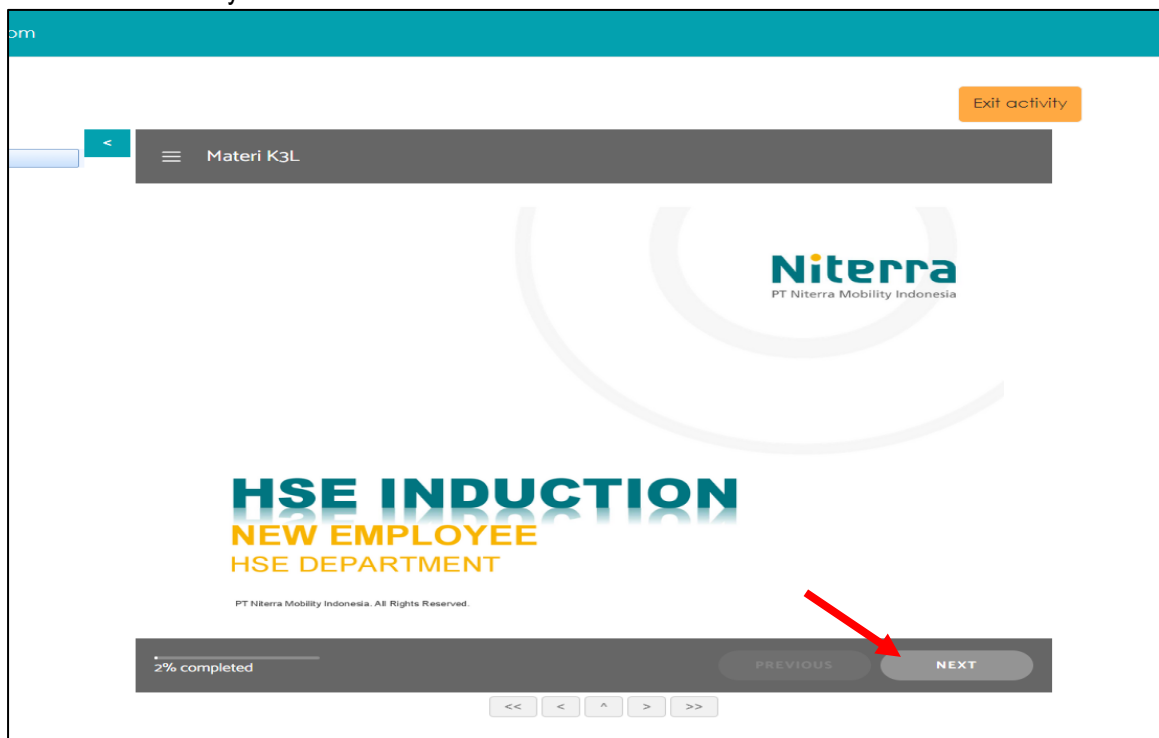 om
Exit activity
<
Materi K3L
Niterra
PT Niterra Mobility Indonesia
HSE INDUCTION
NEW EMPLOYEE
HSE DEPARTMENT
PT Niterra Mobility Indonesia. All Rights Reserved.
2% completed
PREVIOUS
NEXT
<< < ^ > >>